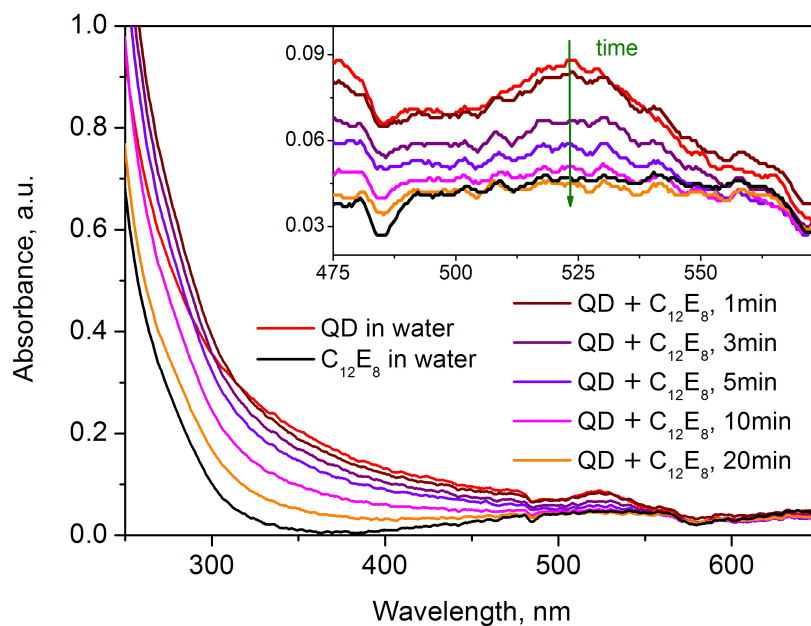 1.0
0.8
0.6
0.4
0.2
0.0
Absorbance, a.u.
300
400
500
600
Wavelength, nm
0.09
0.06
0.03
475
500
525
550
time
QD in water
C₁₂E₈ in water
QD + C₁₂E₈, 1min
QD + C₁₂E₈, 3min
QD + C₁₂E₈, 5min
QD + C₁₂E₈, 10min
QD + C₁₂E₈, 20min